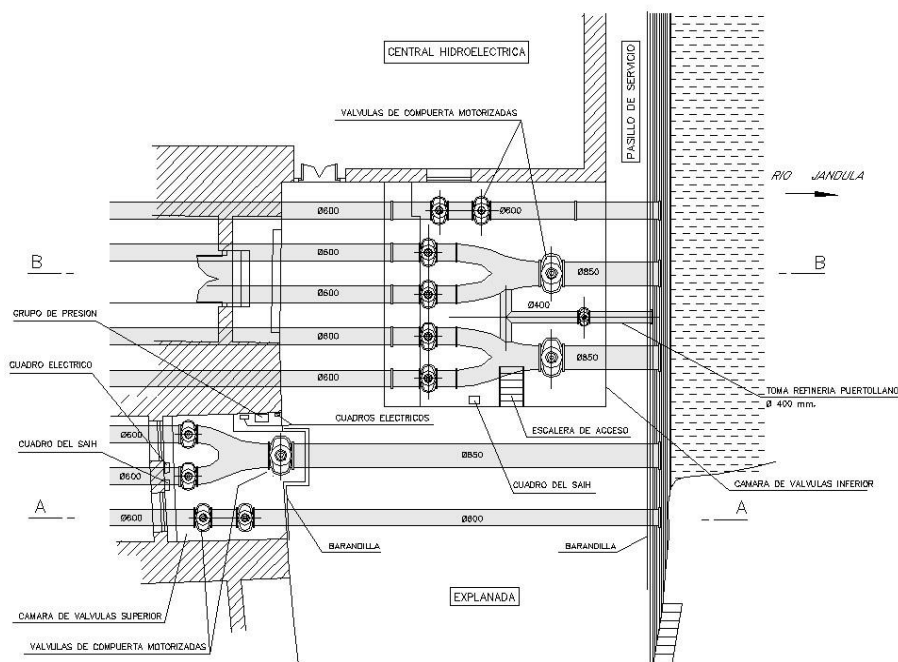 CENTRAL HIDROELECTRICA
PASILLO DE SERVICIO
VALVULAS DE COMPUERTA MOTORIZADAS
RIO JANDULA
Ø600
Ø600
Ø600
B
Ø850
B
Ø600
Ø400
GRUPO DE PRESION
Ø600
Ø850
CUADRO ELECTRICO
Ø600
TOMA REFINERIA PUERTOLLANO
Ø 400 mm.
CUADROS ELECTRICOS
ESCALERA DE ACCESO
Ø600
CUADRO DEL SAIH
Ø850
Ø600
CUADRO DEL SAIH
CAMARA DE VALVULAS INFERIOR
A
Ø600
Ø600
A
BARANDILLA
BARANDILLA
EXPLANADA
CAMARA DE VALVULAS SUPERIOR
VALVULAS DE COMPUERTA MOTORIZADAS